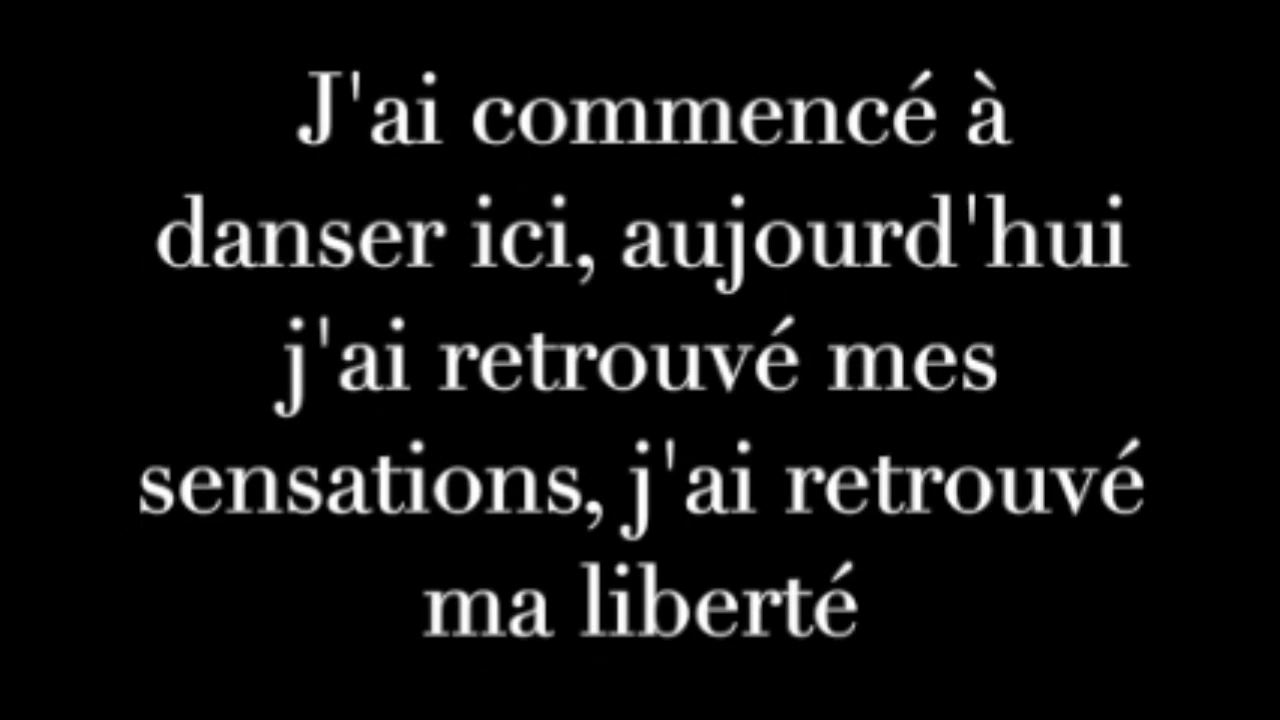 J'ai commencé à
danser ici, aujourd'hui
j'ai retrouvé mes
sensations, j'ai retrouvé
ma liberté